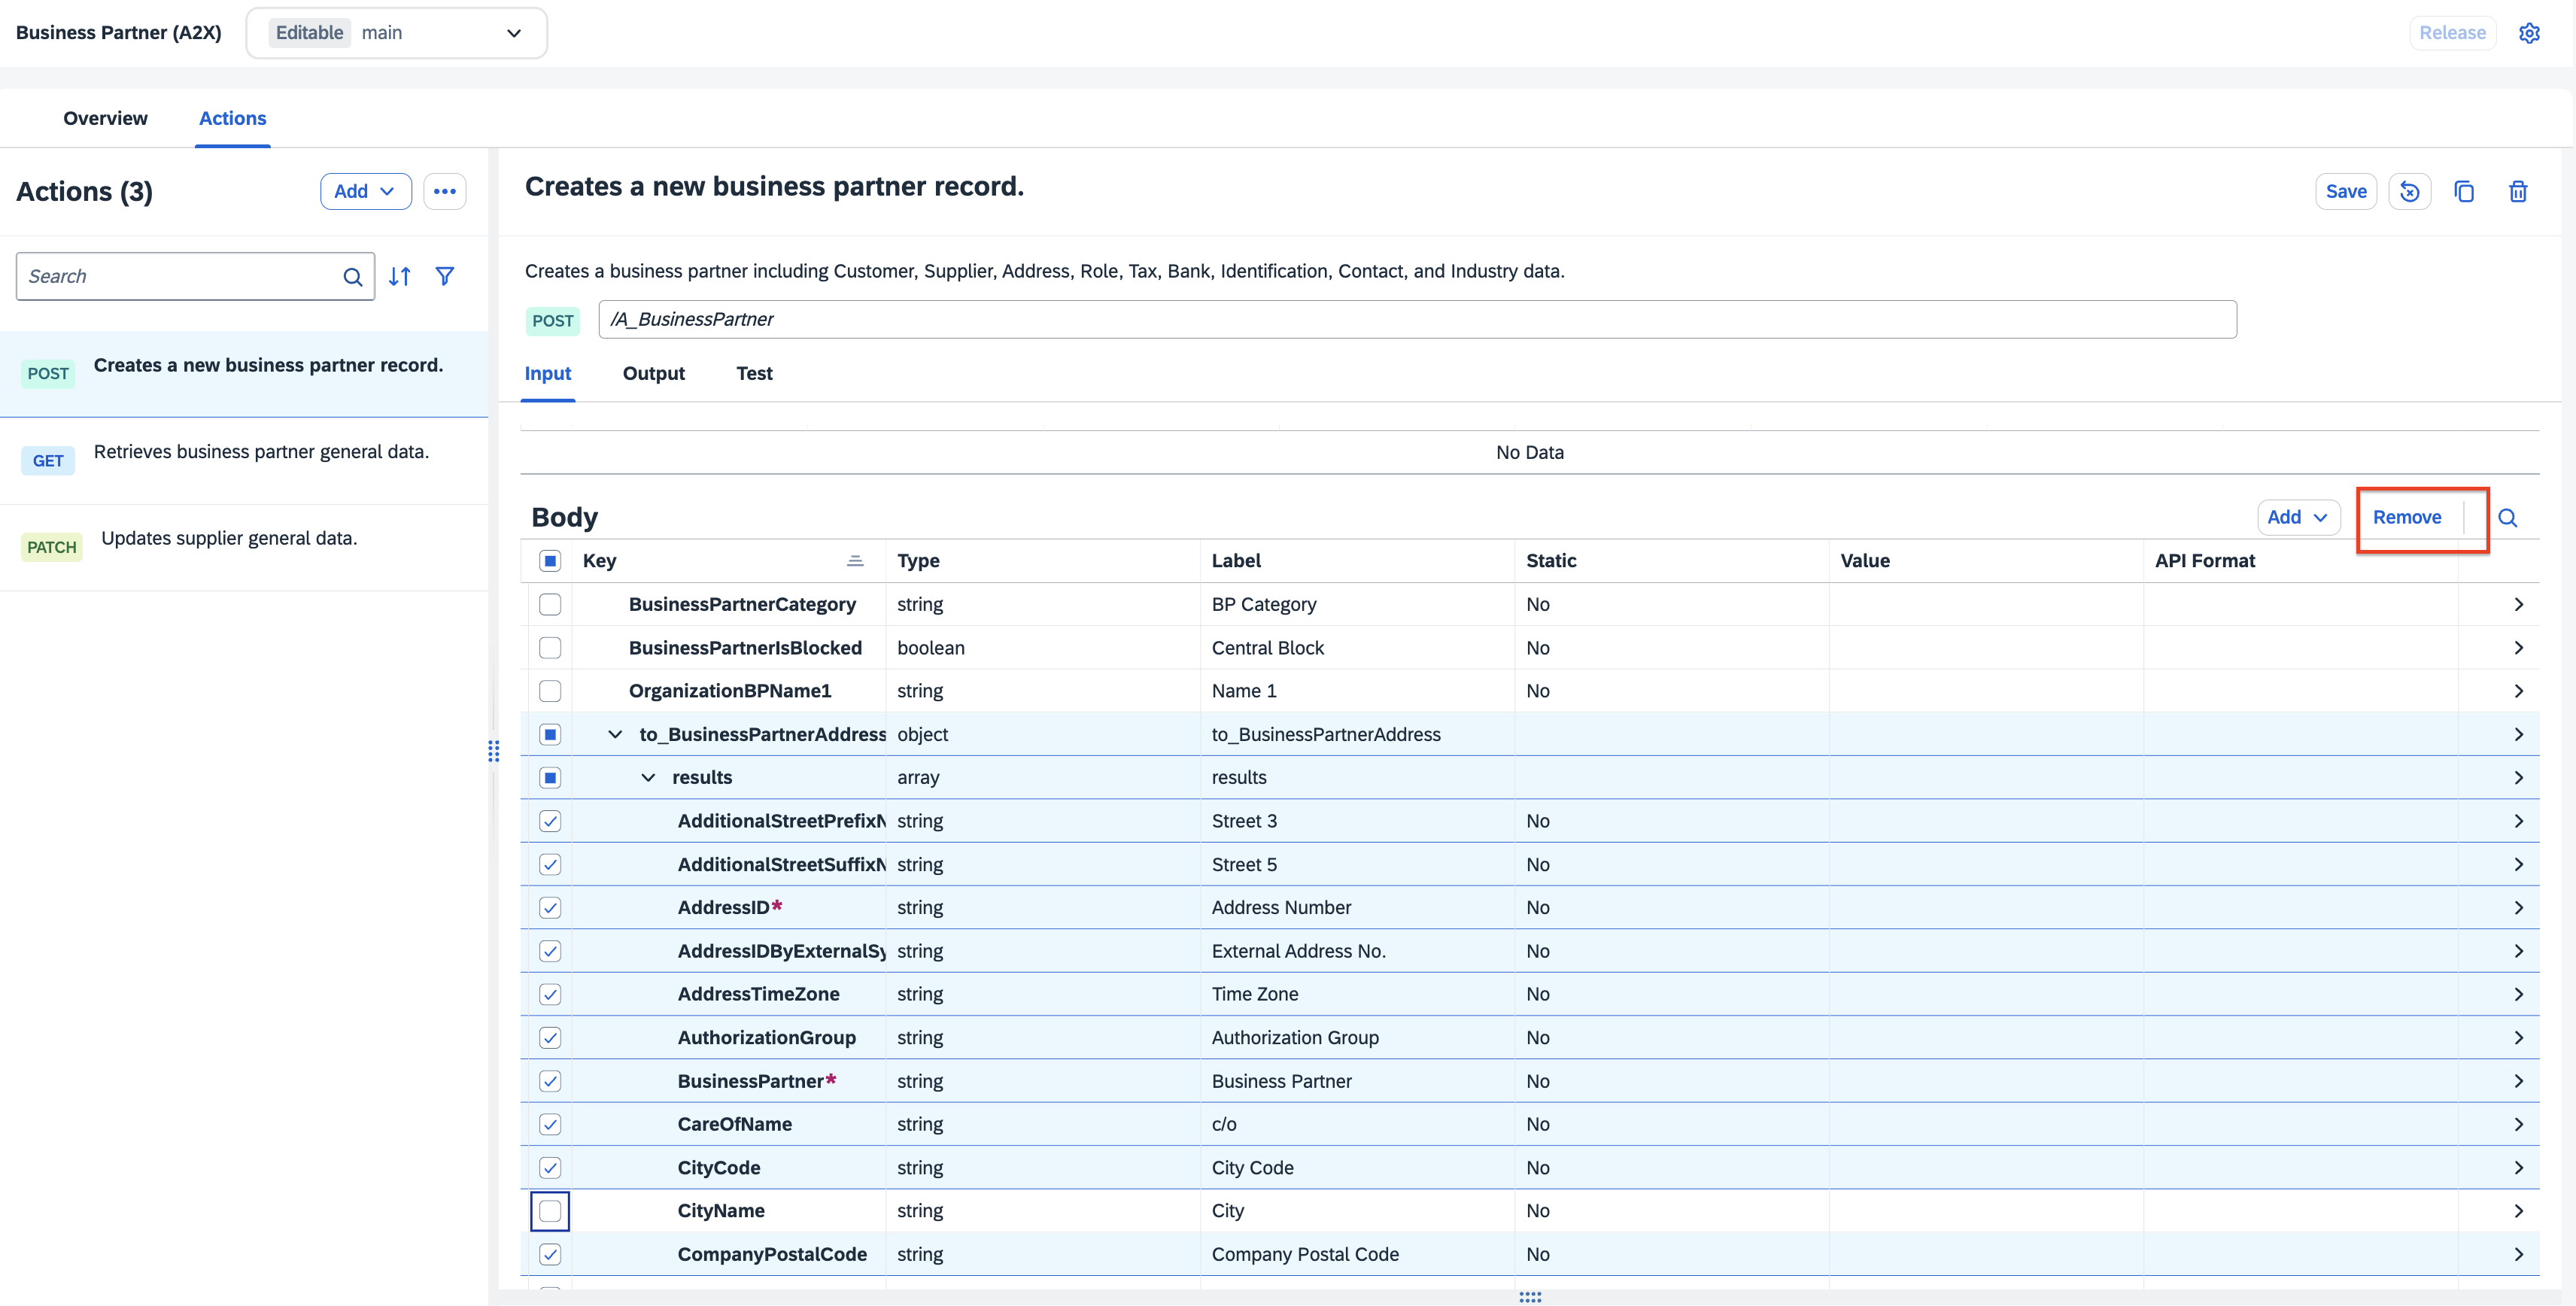 Business Partner (A2X) Editable main Release
Overview Actions
Actions (3) Add
Search
POST Creates a new business partner record.
GET Retrieves business partner general data.
PATCH Updates supplier general data.
Creates a new business partner record. Save
Creates a business partner including Customer, Supplier, Address, Role, Tax, Bank, Identification, Contact, and Industry data.
POST /A_BusinessPartner
Input Output Test
No Data
Body Add Remove
Key Type Label Static Value API Format
BusinessPartnerCategory string BP Category No
BusinessPartnerIsBlocked boolean Central Block No
OrganizationBPName1 string Name 1 No
to_BusinessPartnerAddress object to_BusinessPartnerAddress
results array results
AdditionalStreetPrefixN string Street 3 No
AdditionalStreetSuffixN string Street 5 No
AddressID* string Address Number No
AddressIDByExternalSy string External Address No. No
AddressTimeZone string Time Zone No
AuthorizationGroup string Authorization Group No
BusinessPartner* string Business Partner No
CareOfName string c/o No
CityCode string City Code No
CityName string City No
CompanyPostalCode string Company Postal Code No